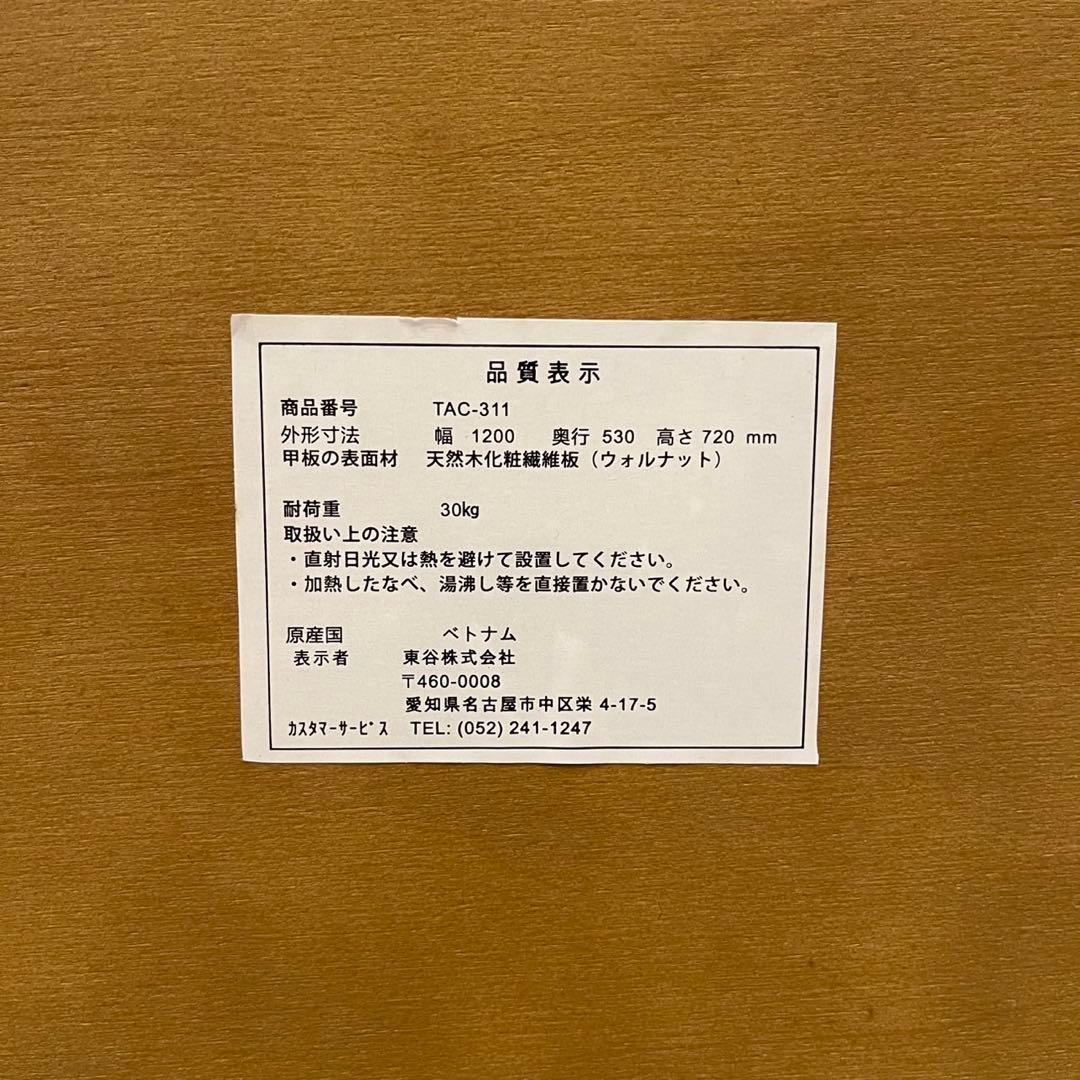 品質表示
商品番号 TAC-311
外形寸法 幅 1200 奥行 530 高さ 720 mm
甲板の表面材 天然木化粧繊維板（ウォルナット）
耐荷重 30kg
取扱い上の注意
・直射日光又は熱を避けて設置してください。
・加熱したなべ、湯沸し等を直接置かないでください。
原産国 ベトナム
表示者 東谷株式会社
〒460-0008
愛知県名古屋市中区栄 4-17-5
ｶｽﾀﾏｰｻｰﾋﾞｽ TEL: (052) 241-1247